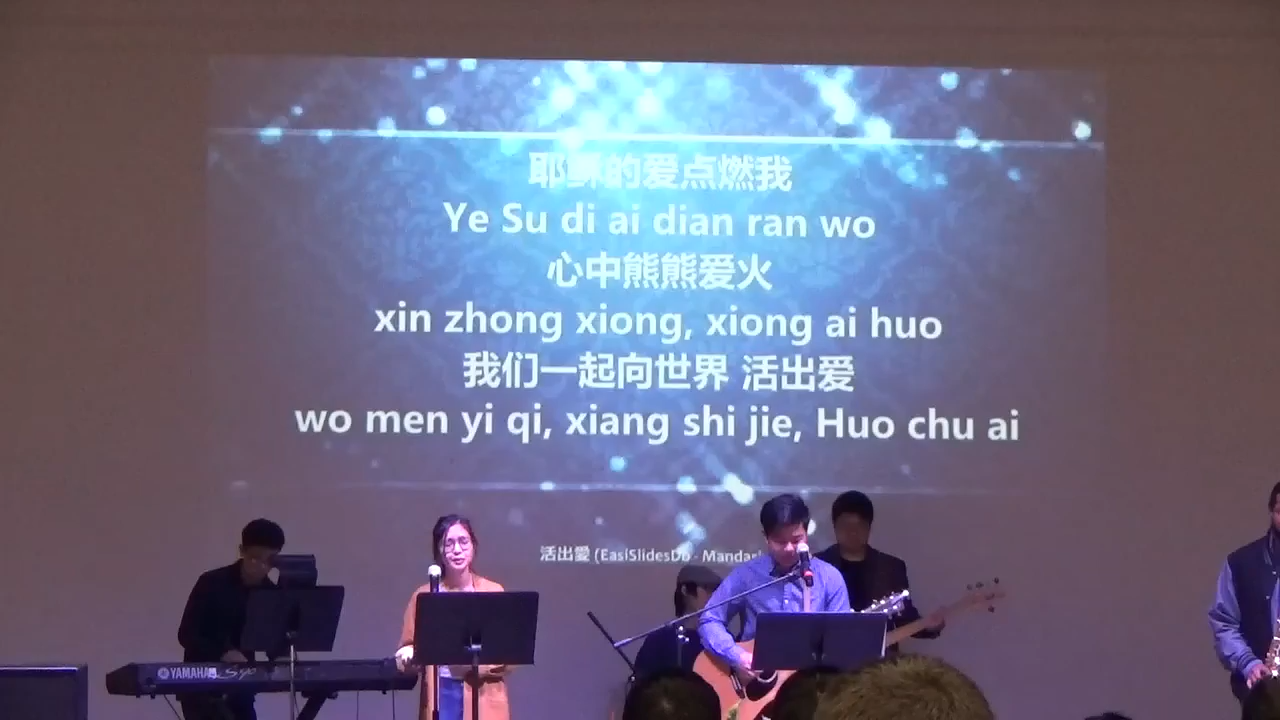 耶稣的爱点燃我
Ye Su di ai dian ran wo
心中熊熊爱火
xin zhong xiong, xiong ai huo
我们一起向世界 活出爱
wo men yi qi, xiang shi jie, Huo chu ai
活出愛 (EasiSlidesDb - Mandar
YAMAHA